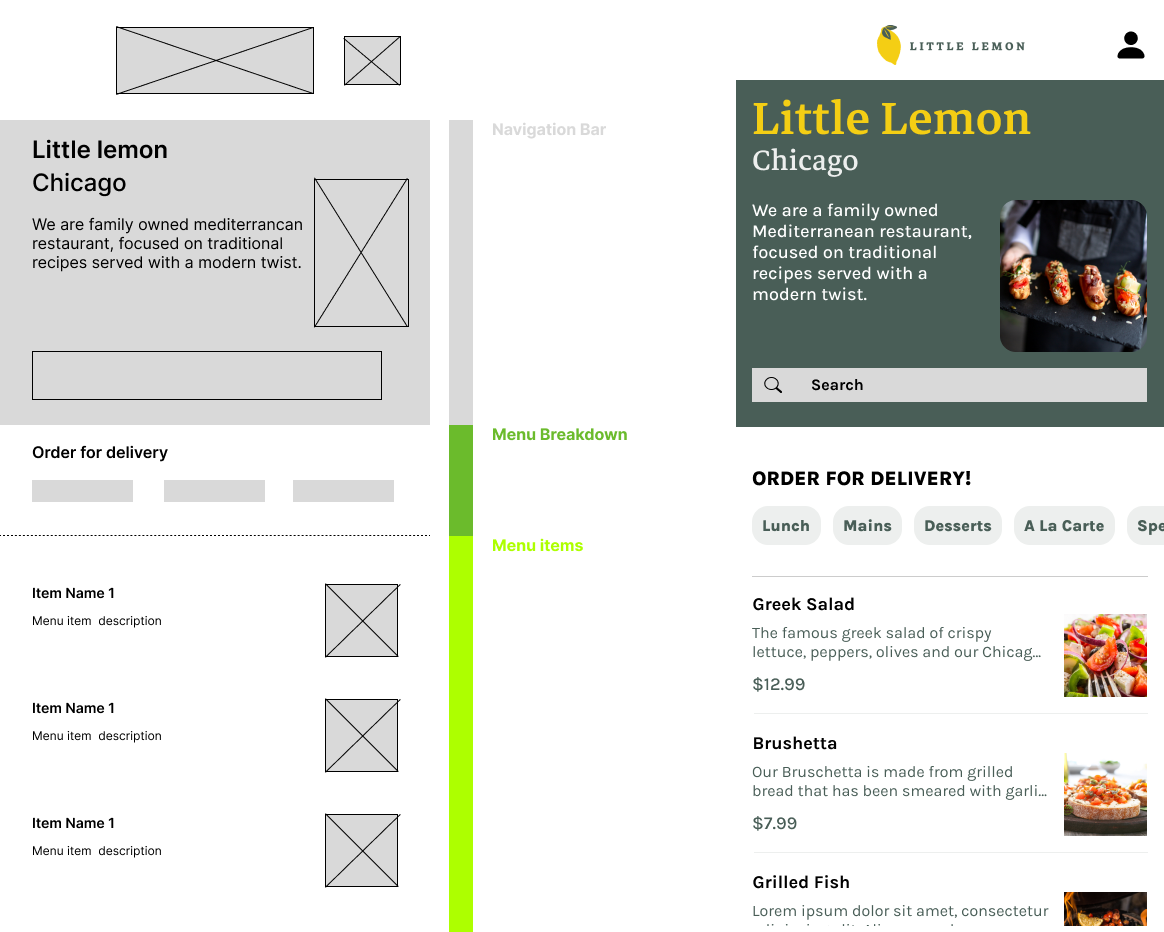 Little lemon
Chicago
We are family owned mediterrancan
restaurant, focused on traditional
recipes served with a modern twist.
Order for delivery
Item Name 1
Menu item  description
Item Name 1
Menu item  description
Item Name 1
Menu item  description
Navigation Bar
Menu Breakdown
Menu items
LITTLE LEMON
Little Lemon
Chicago
We are a family owned
Mediterranean restaurant,
focused on traditional
recipes served with a
modern twist.
Search
ORDER FOR DELIVERY!
Lunch Mains Desserts A La Carte Spe
Greek Salad
The famous greek salad of crispy
lettuce, peppers, olives and our Chicag...
$12.99
Brushetta
Our Bruschetta is made from grilled
bread that has been smeared with garli...
$7.99
Grilled Fish
Lorem ipsum dolor sit amet, consectetur